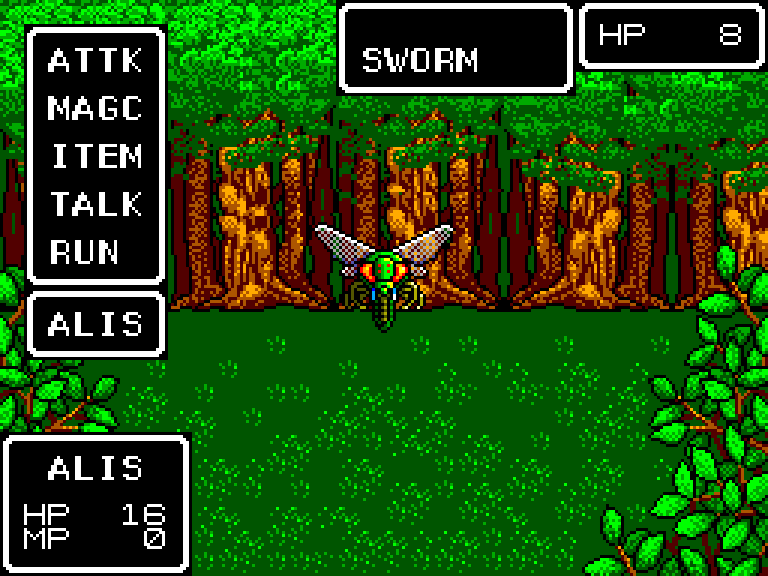 ATTK
MAGC
ITEM
TALK
RUN
ALIS
SWORM
HP 8
ALIS
HP 16
MP 0